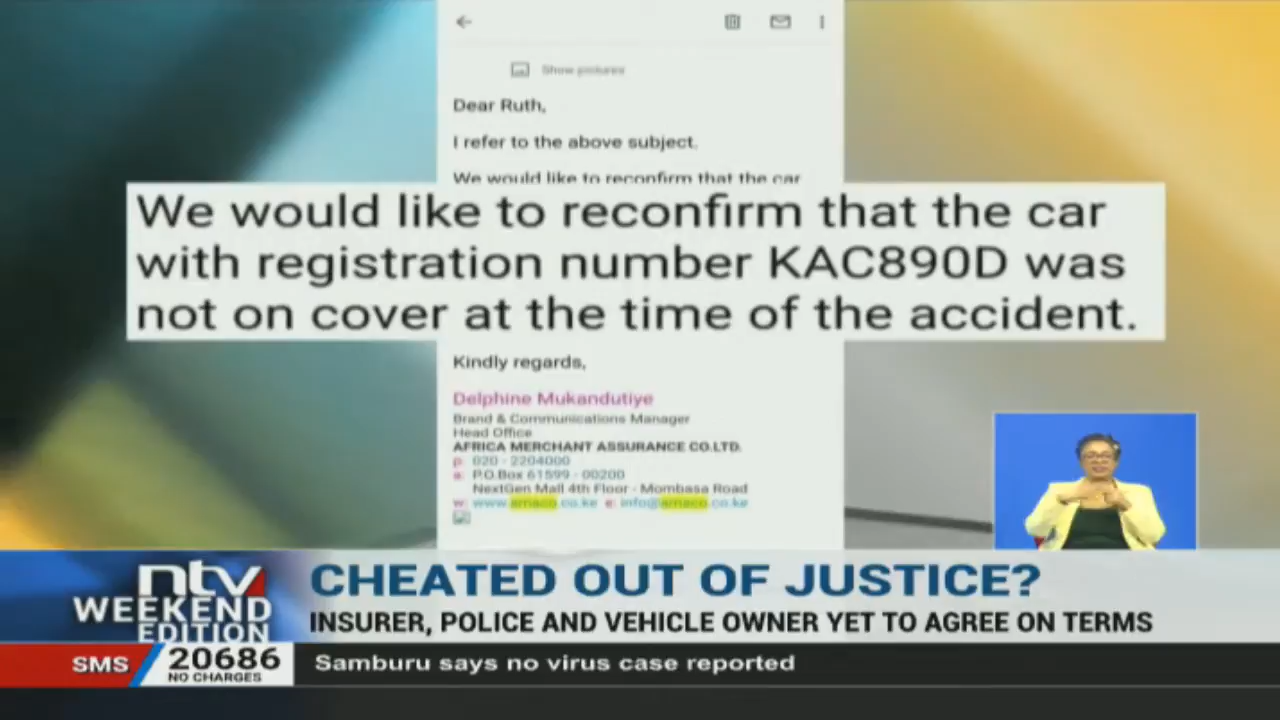 Show pictures
Dear Ruth,
I refer to the above subject.
We would like to reconfirm that the car
We would like to reconfirm that the car
with registration number KAC890D was
not on cover at the time of the accident.
Kindly regards,
Delphine Mukandutiye
Brand & Communications Manager
Head Office
AFRICA MERCHANT ASSURANCE CO.LTD.
p: 020 - 2204000
a: P.O.Box 61599 - 00200
NextGen Mall 4th Floor - Mombasa Road
w: www.amaco.co.ke e: info@amaco.co.ke
ntv
WEEKEND
EDITION
CHEATED OUT OF JUSTICE?
INSURER, POLICE AND VEHICLE OWNER YET TO AGREE ON TERMS
SMS 20686
NO CHARGES
Samburu says no virus case reported